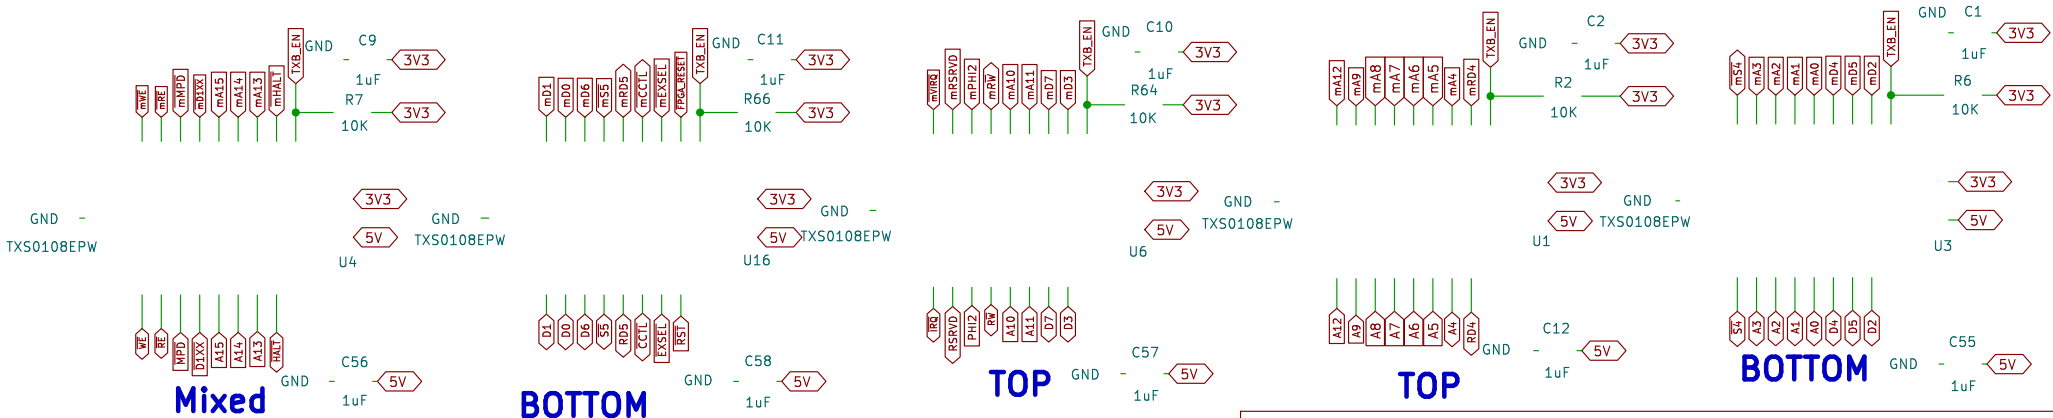 mWE
mRE
mMPD
mD1XX
mA15
mA14
mA13
mHALT
TXB_EN
GND
C9
1uF
3V3
R7
10K
3V3
3V3
5V
GND
TXS0108EPW
U4
WE
RE
MPD
D1XX
A15
A14
A13
HALT
C56
GND
1uF
5V
Mixed
mD1
mD0
mD6
mS5
mRD5
mCCTL
mEXSEL
FPGA_RESET
TXB_EN
GND
C11
1uF
3V3
R66
10K
3V3
3V3
5V
GND
TXS0108EPW
U16
D1
D0
D6
S5
RD5
CCTL
EXSEL
RST
C58
GND
1uF
5V
BOTTOM
mVIRQ
mRSRVD
mPHI2
mRW
mA10
mA11
mD7
mD3
TXB_EN
GND
C10
1uF
3V3
R64
10K
3V3
3V3
5V
GND
TXS0108EPW
U6
IRQ
RSRVD
PHI2
RW
A10
A11
D7
D3
C57
GND
1uF
5V
TOP
mA12
mA9
mA8
mA7
mA6
mA5
mA4
mRD4
TXB_EN
GND
C2
1uF
3V3
R2
10K
3V3
3V3
5V
GND
TXS0108EPW
U1
A12
A9
A8
A7
A6
A5
A4
RD4
C12
GND
1uF
5V
TOP
mS4
mA3
mA2
mA1
mA0
mD4
mD5
mD2
TXB_EN
GND
C1
1uF
3V3
R6
10K
3V3
3V3
5V
GND
TXS0108EPW
U3
S4
A3
A2
A1
A0
D4
D5
D2
C55
GND
1uF
5V
BOTTOM